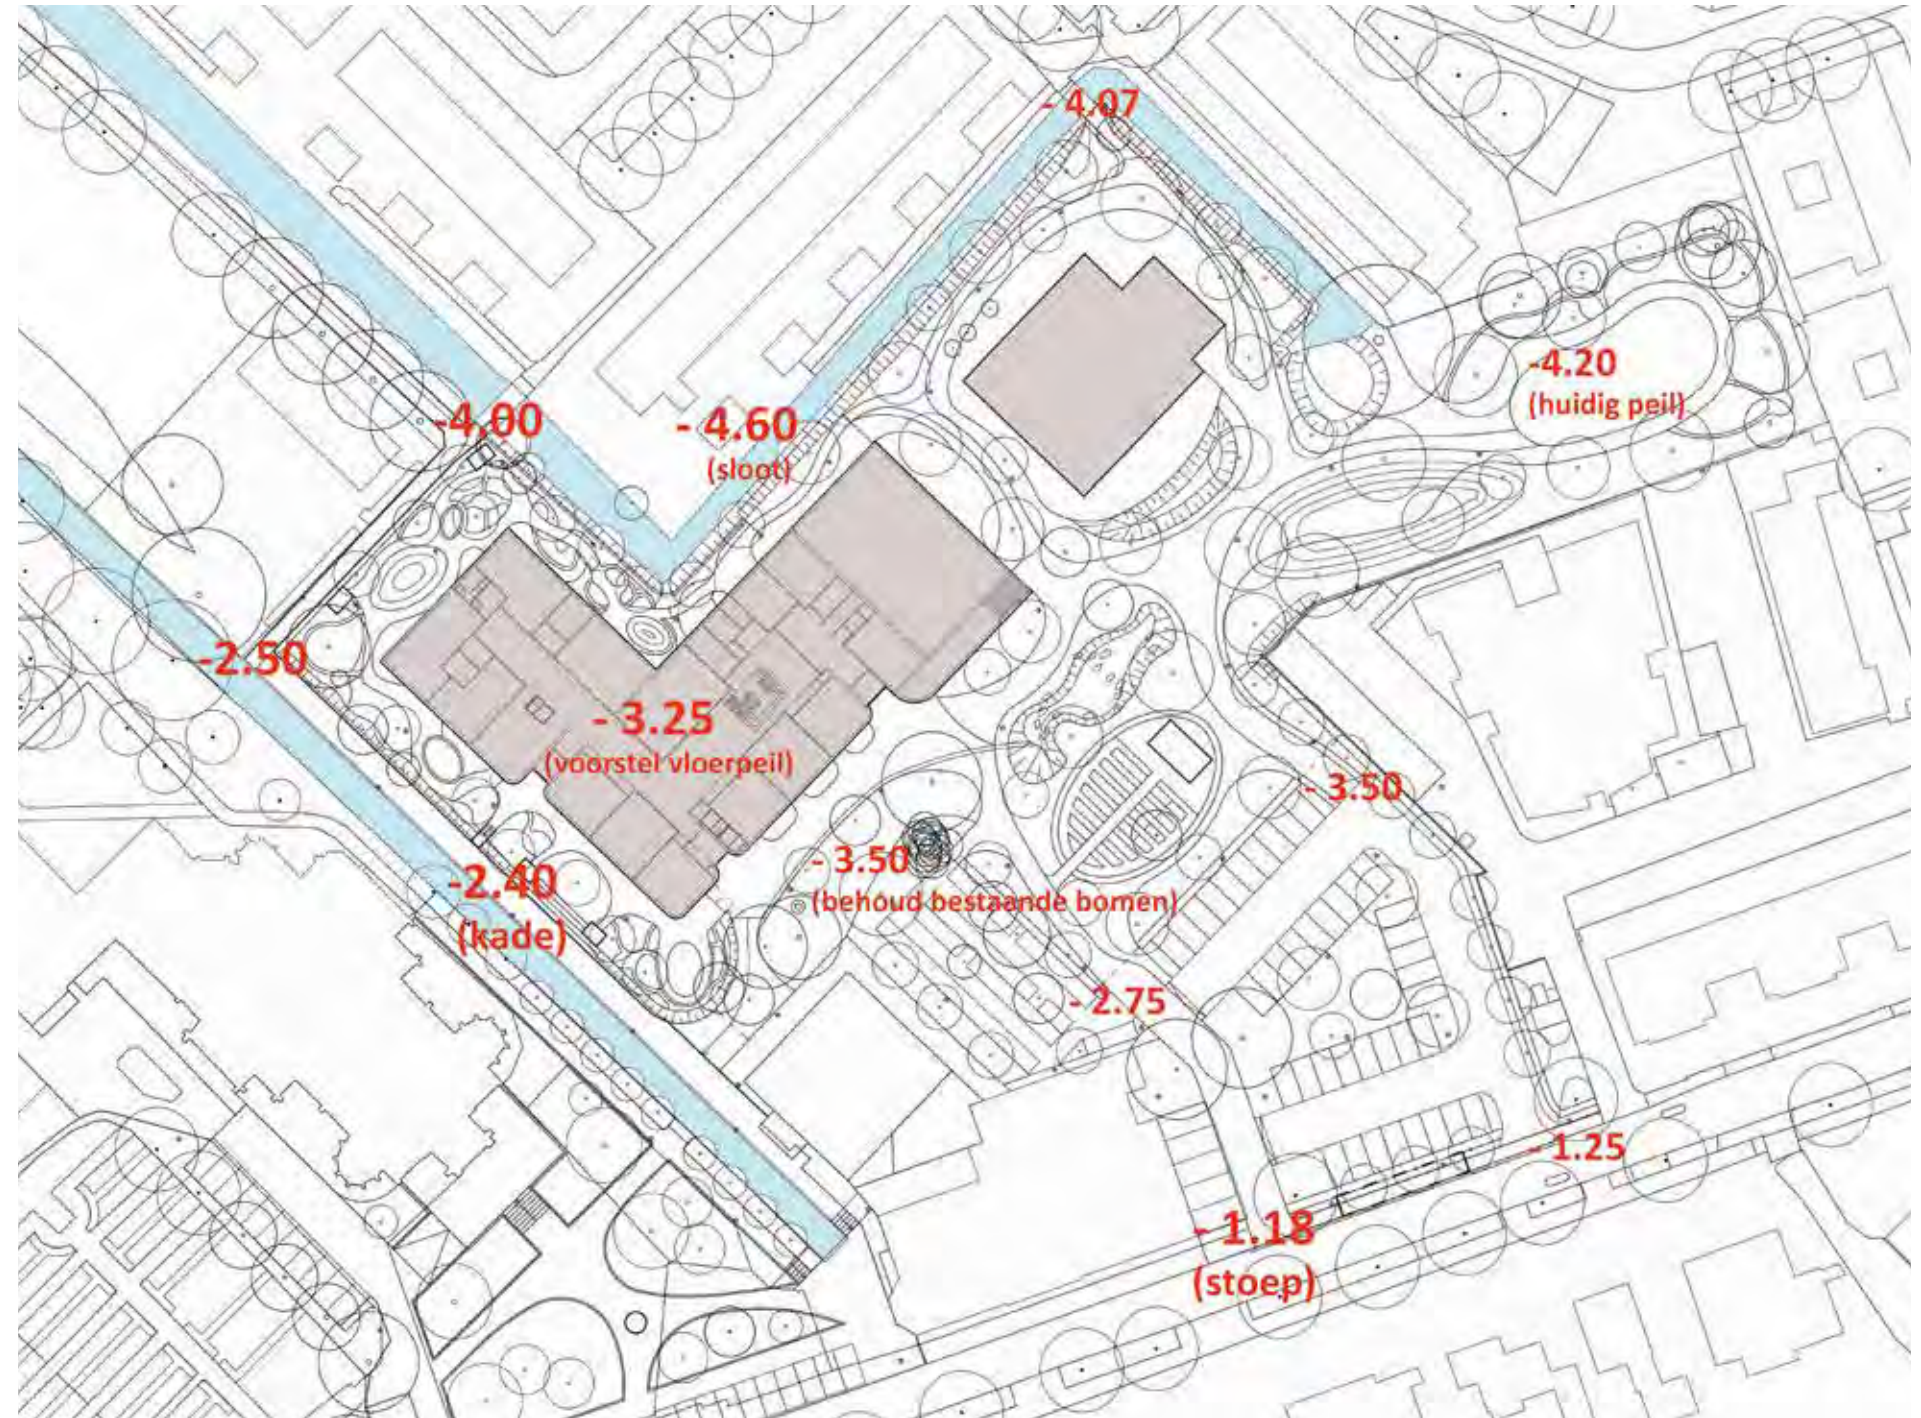 - 4.07
-4.20
(huidig peil)
-4.00
- 4.60
(sloot)
-2.50
- 3.25
(voorstel vloerpeil)
- 3.50
- 3.50
(behoud bestaande bomen)
-2.40
(kade)
- 2.75
- 1.25
- 1.18
(stoep)